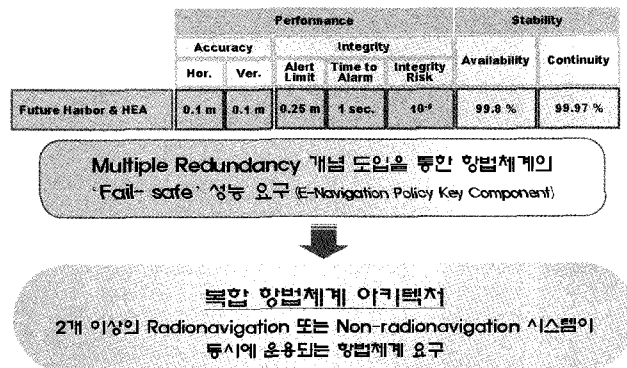 Performance Stability
Accuracy Integrity Availability Continuity
Hor. Ver. Alert Limit Time to Alarm Integrity Risk
Future Harbor & HEA 0.1 m 0.1 m 0.25 m 1 sec. 99.8 % 99.97 %
Multiple Redundancy 개념 도입을 통한 항법체계의
'Fail- safe' 성능 요구 (E-Navigation Policy Key Component)
복합 항법체계 아키텍처
2개 이상의 Radionavigation 또는 Non-radionavigation 시스템이
동시에 운용되는 항법체계 요구